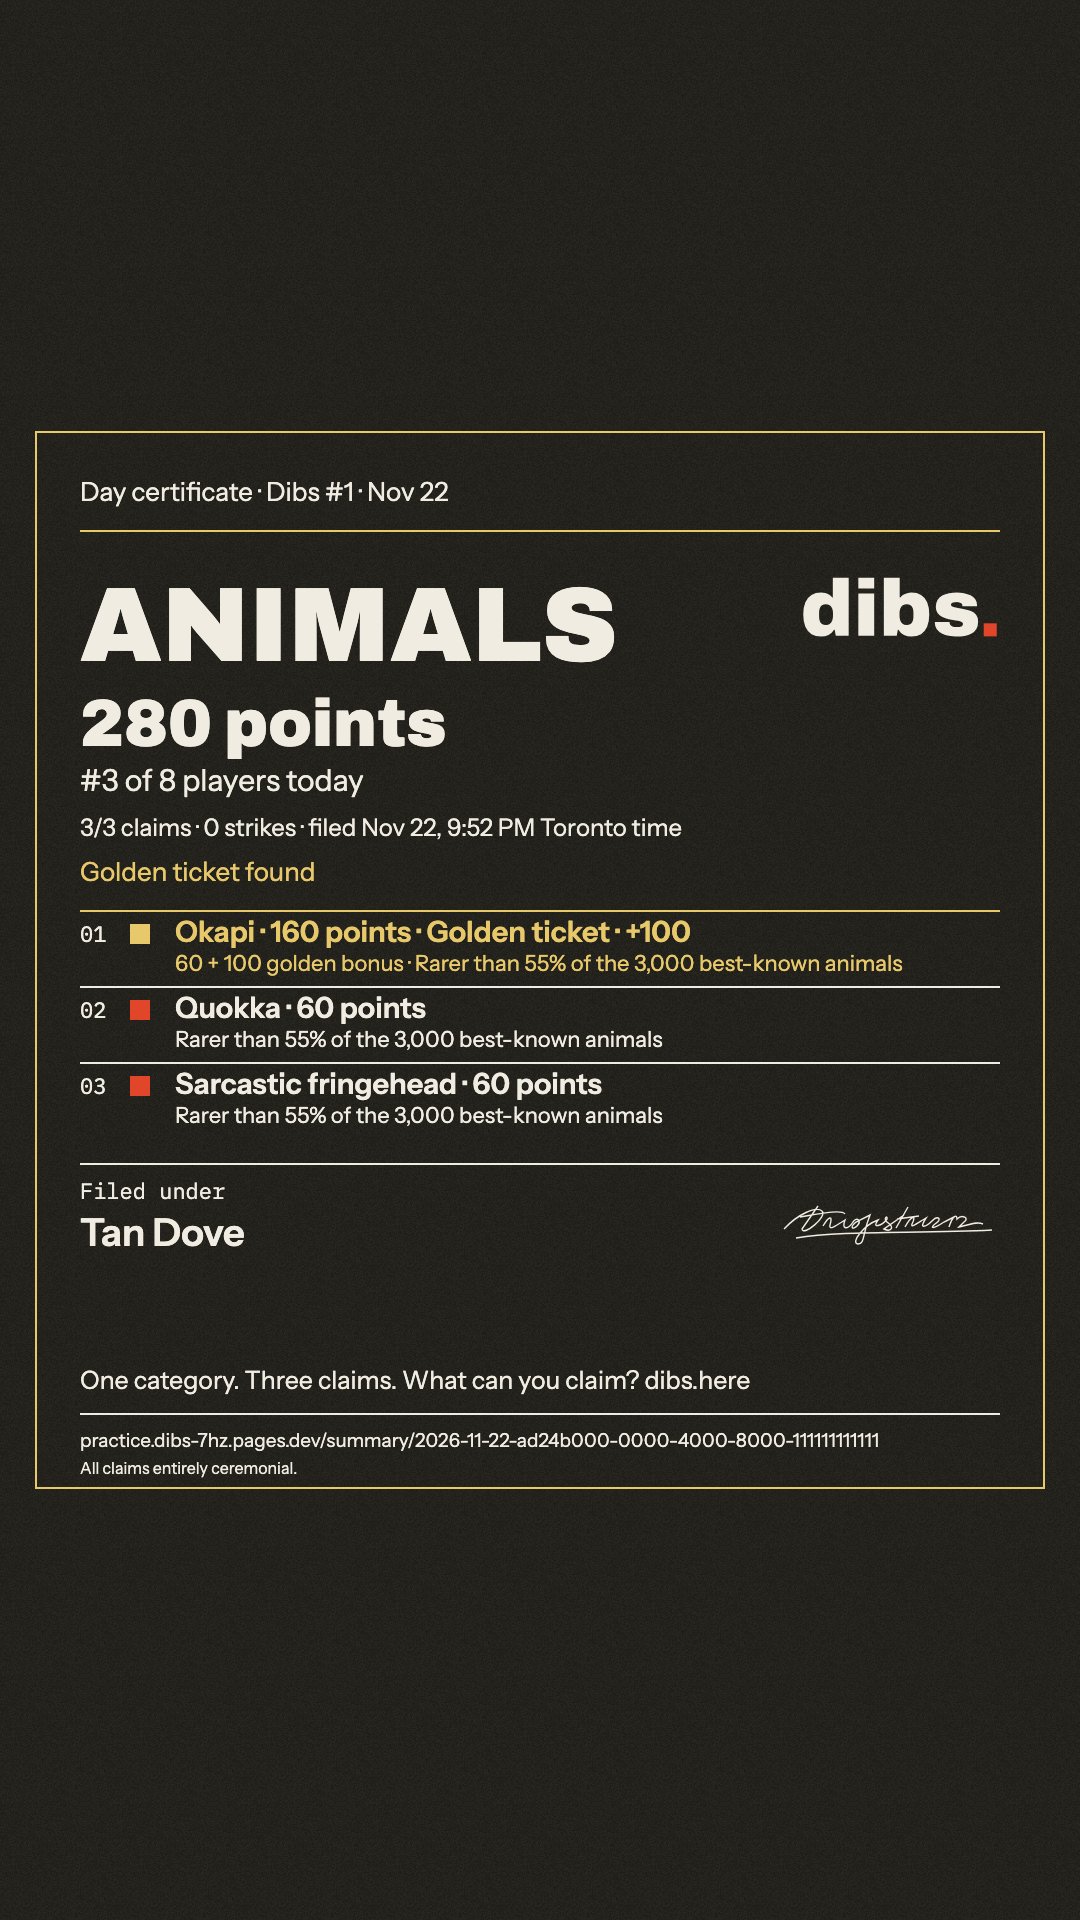 Day certificate · Dibs #1 · Nov 22
ANIMALS
dibs.
280 points
#3 of 8 players today
3/3 claims · 0 strikes · filed Nov 22, 9:52 PM Toronto time
Golden ticket found
01 Okapi · 160 points · Golden ticket · +100
60 + 100 golden bonus · Rarer than 55% of the 3,000 best-known animals
02 Quokka · 60 points
Rarer than 55% of the 3,000 best-known animals
03 Sarcastic fringehead · 60 points
Rarer than 55% of the 3,000 best-known animals
Filed under
Tan Dove
One category. Three claims. What can you claim? dibs.here
practice.dibs-7hz.pages.dev/summary/2026-11-22-ad24b000-0000-4000-8000-111111111111
All claims entirely ceremonial.